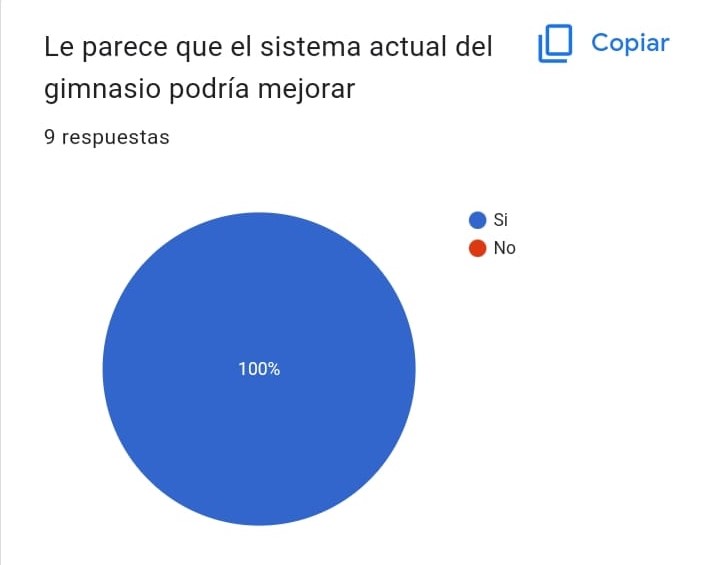 Le parece que el sistema actual del
gimnasio podría mejorar
Copiar
9 respuestas
Si
No
100%